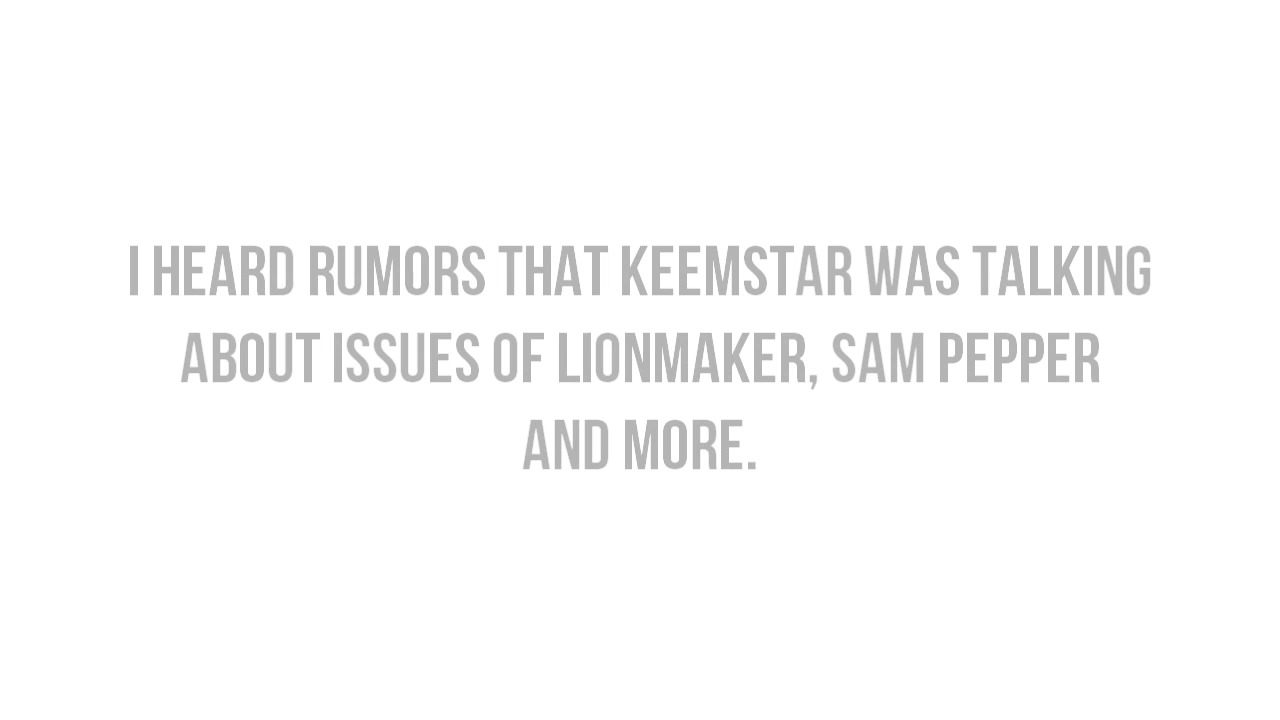 I HEARD RUMORS THAT KEEMSTAR WAS TALKING
ABOUT ISSUES OF LIONMAKER, SAM PEPPER
AND MORE.